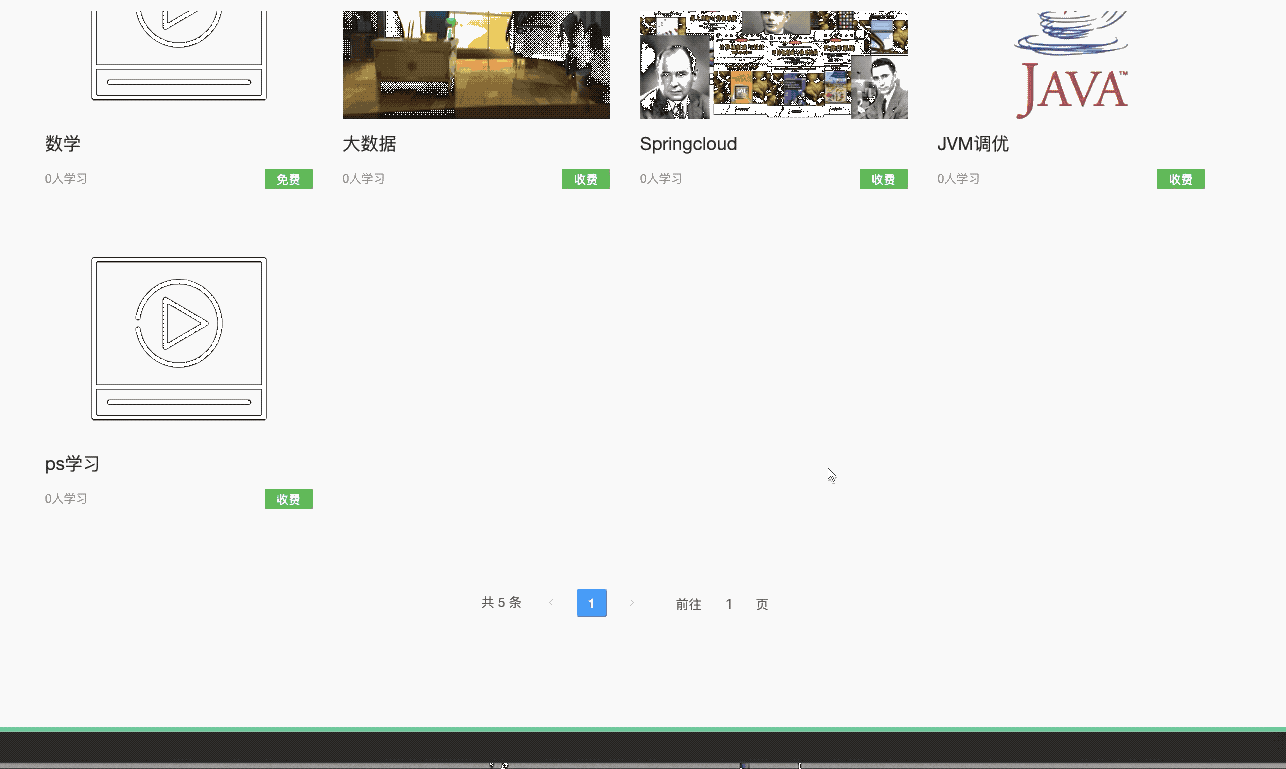 JAVA™
数学
大数据
Springcloud
JVM调优
0人学习
免费
0人学习
收费
0人学习
收费
0人学习
收费
ps学习
0人学习
收费
共 5 条
1
前往
1
页